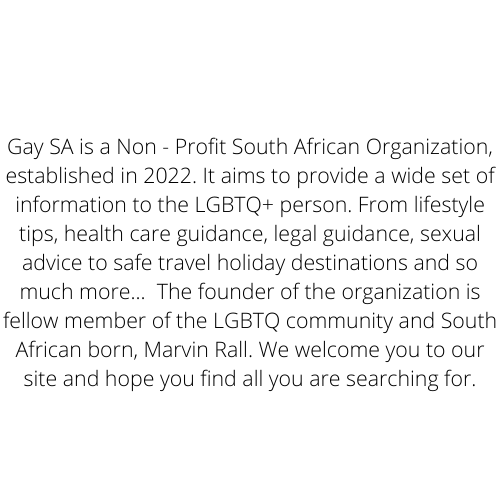 Gay SA is a Non - Profit South African Organization,
established in 2022. It aims to provide a wide set of
information to the LGBTQ+ person. From lifestyle
tips, health care guidance, legal guidance, sexual
advice to safe travel holiday destinations and so
much more...  The founder of the organization is
fellow member of the LGBTQ community and South
African born, Marvin Rall. We welcome you to our
site and hope you find all you are searching for.